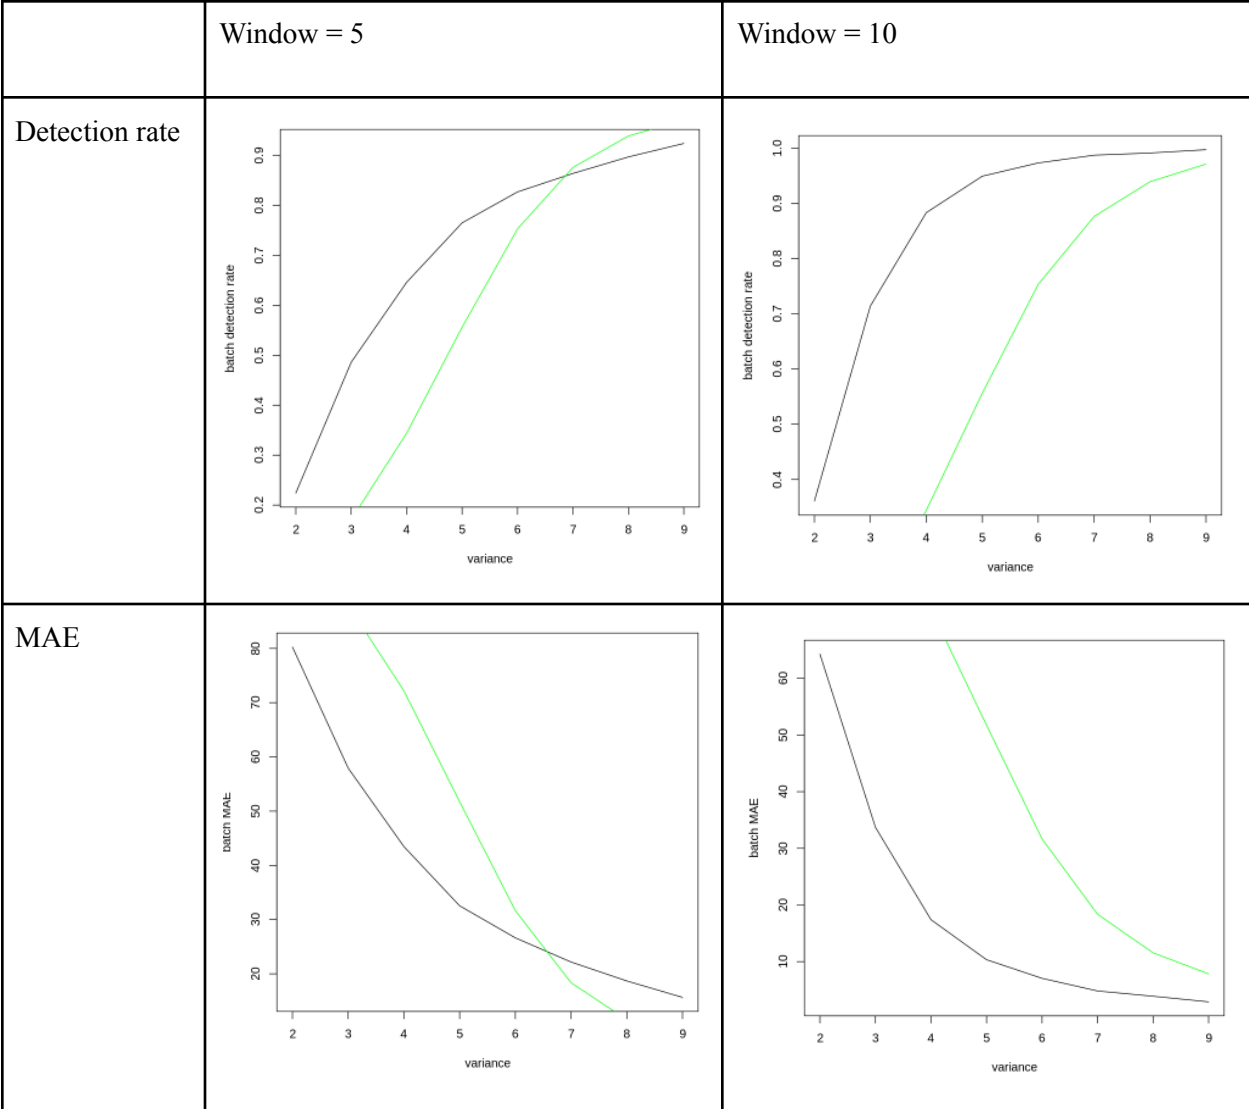 Window = 5
Window = 10
Detection rate
batch detection rate
0.2 0.3 0.4 0.5 0.6 0.7 0.8 0.9
2 3 4 5 6 7 8 9
variance
batch detection rate
0.4 0.5 0.6 0.7 0.8 0.9 1.0
2 3 4 5 6 7 8 9
variance
MAE
batch MAE
20 30 40 50 60 70 80
2 3 4 5 6 7 8 9
variance
batch MAE
10 20 30 40 50 60
2 3 4 5 6 7 8 9
variance